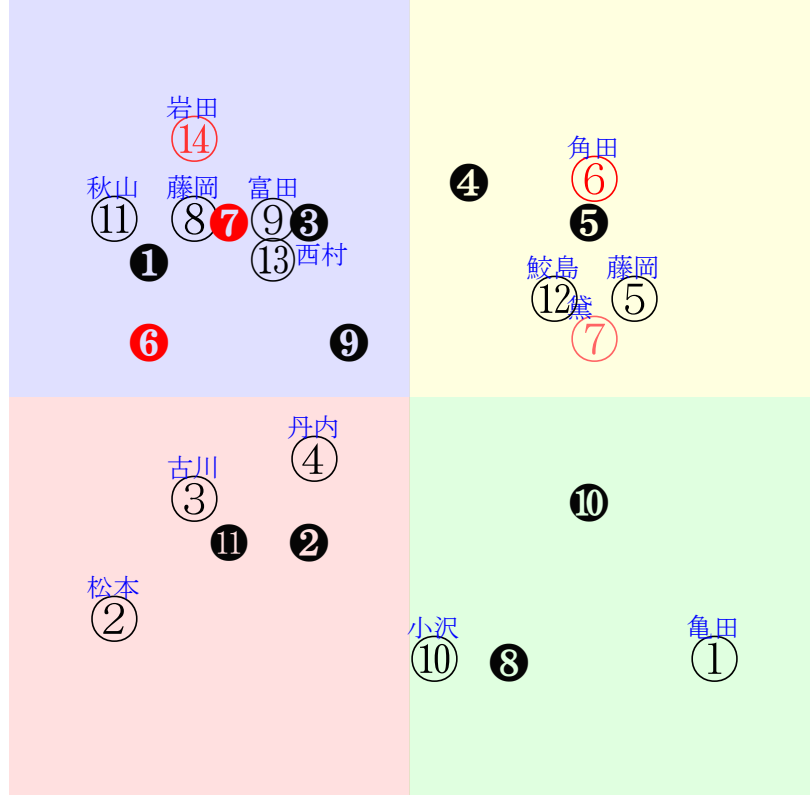 岩田
⑭
角田
❹
⑥
秋山
藤岡
富田
⑪
⑧
❼
⑨
❸
❺
❶
⑬
西村
鮫島
藤岡
⑫
黛
⑤
❻
❾
⑦
丹内
④
古川
③
❿
⓫
❷
松本
②
小沢
亀田
⑩
❽
①